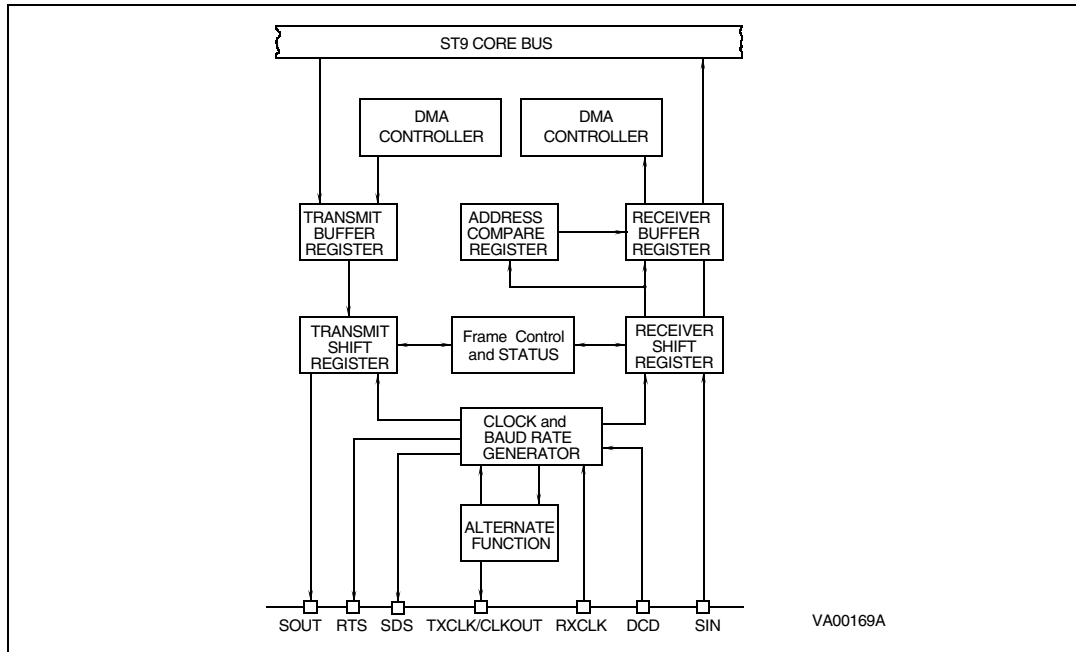 ST9 CORE BUS
DMA
CONTROLLER
DMA
CONTROLLER
TRANSMIT
BUFFER
REGISTER
ADDRESS
COMPARE
REGISTER
RECEIVER
BUFFER
REGISTER
TRANSMIT
SHIFT
REGISTER
Frame Control
and STATUS
RECEIVER
SHIFT
REGISTER
CLOCK and
BAUD RATE
GENERATOR
ALTERNATE
FUNCTION
SOUT RTS SDS TXCLK/CLKOUT RXCLK DCD SIN
VA00169A